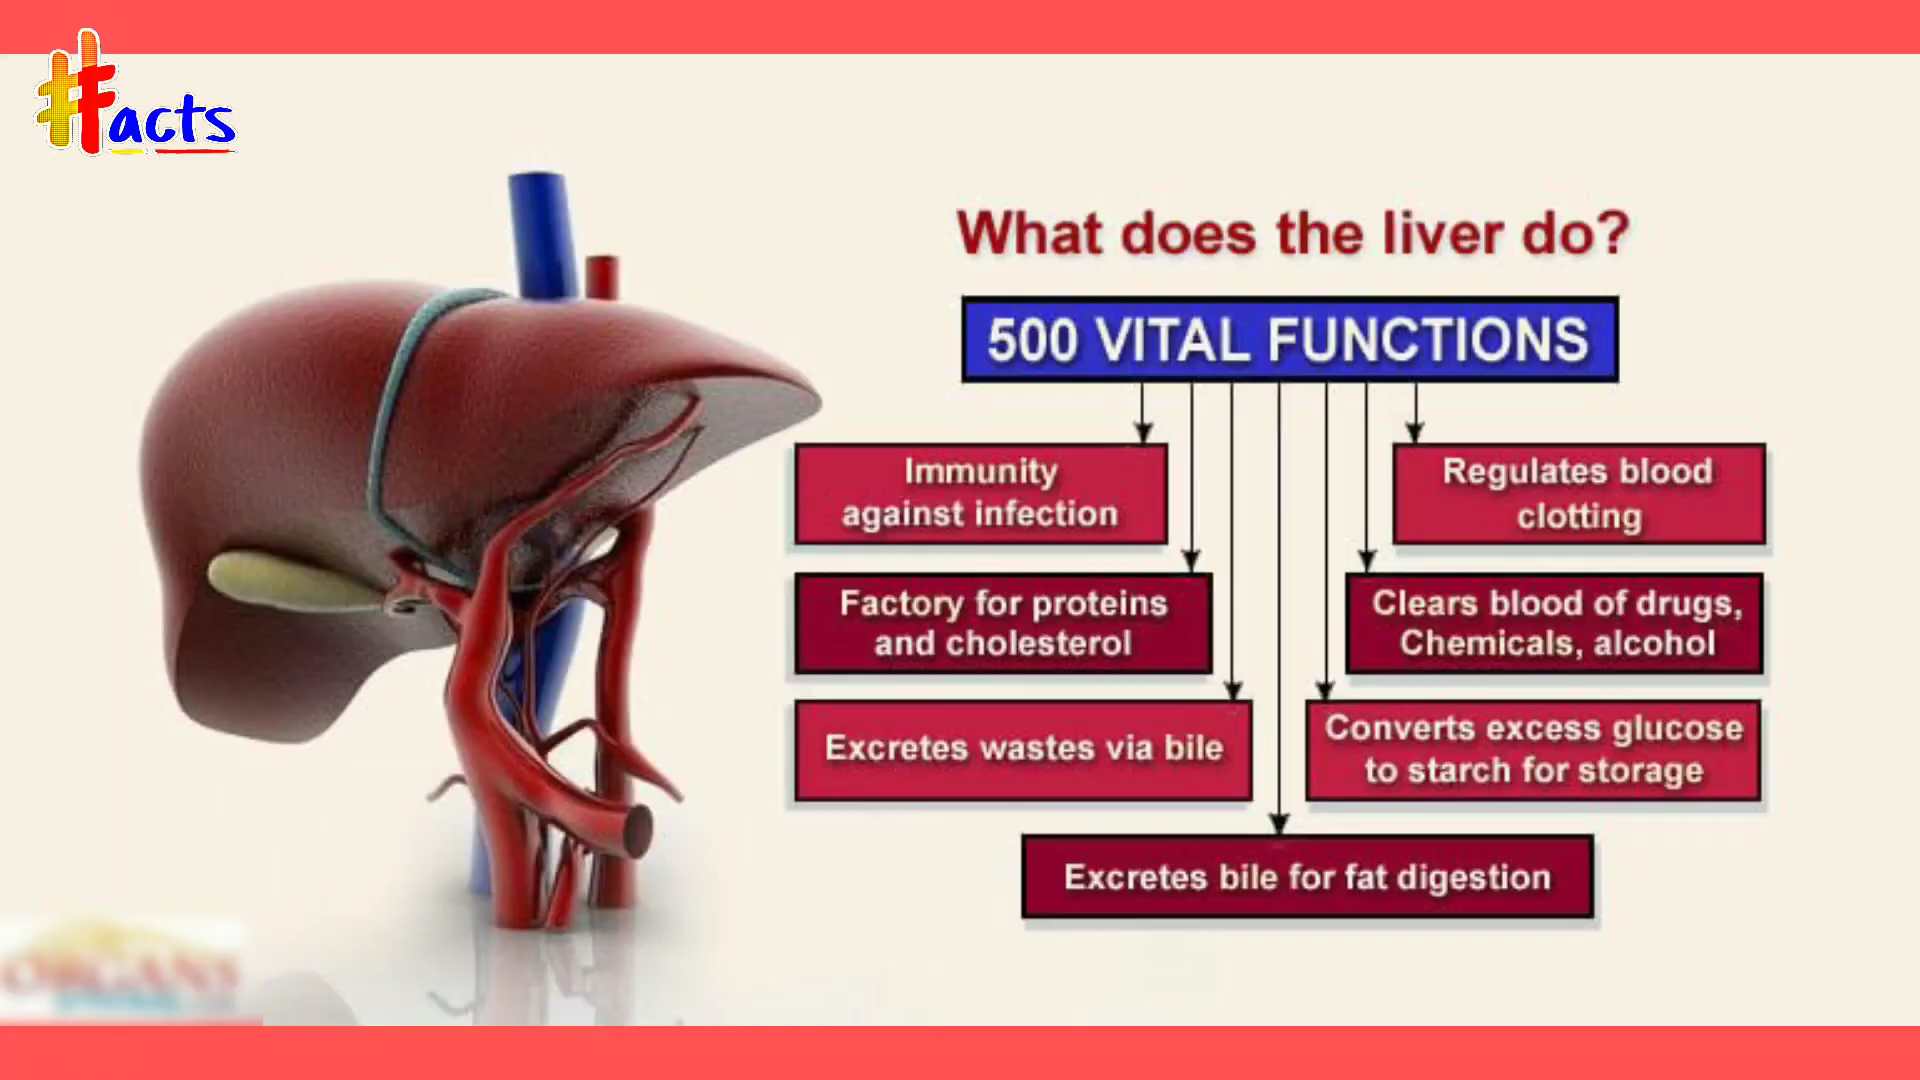 #Facts
What does the liver do?
500 VITAL FUNCTIONS
Immunity
against infection
Regulates blood
clotting
Factory for proteins
and cholesterol
Clears blood of drugs,
Chemicals, alcohol
Excretes wastes via bile
Converts excess glucose
to starch for storage
Excretes bile for fat digestion
ORGANS